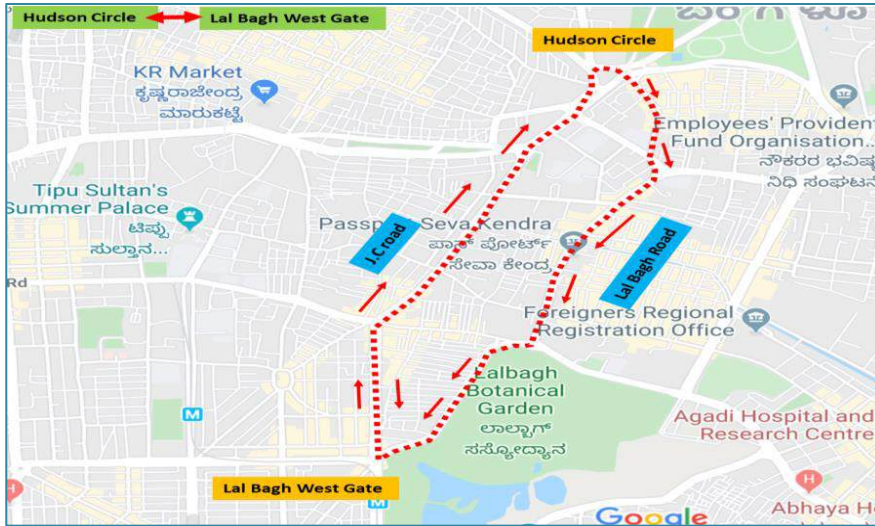 Hudson Circle Lal Bagh West Gate
Hudson Circle
KR Market
ಕೃಷ್ಣರಾಜೇಂದ್ರ
ಮಾರುಕಟ್ಟೆ
Employees' Provident
Fund Organisation...
ನೌಕರರ ಭವಿಷ್ಯ
ನಿಧಿ ಸಂಘಟನ
Tipu Sultan's
Summer Palace
ಟಿಪ್ಪು
ಸುಲ್ತಾನ...
Seva Kendra
ಪಾಸ್ ಪೋರ್ಟ್
ಸೇವಾ ಕೇಂದ್ರ
J.C road
Lal Bagh Road
Rd
Foreigners Regional
Registration Office
Lalbagh
Botanical
Garden
ಲಾಲ್ಬಾಗ್
ಸಸ್ಯೋದ್ಯಾನ
M
Agadi Hospital and
Research Centre
Lal Bagh West Gate
M
H
H
Google
Abhaya H